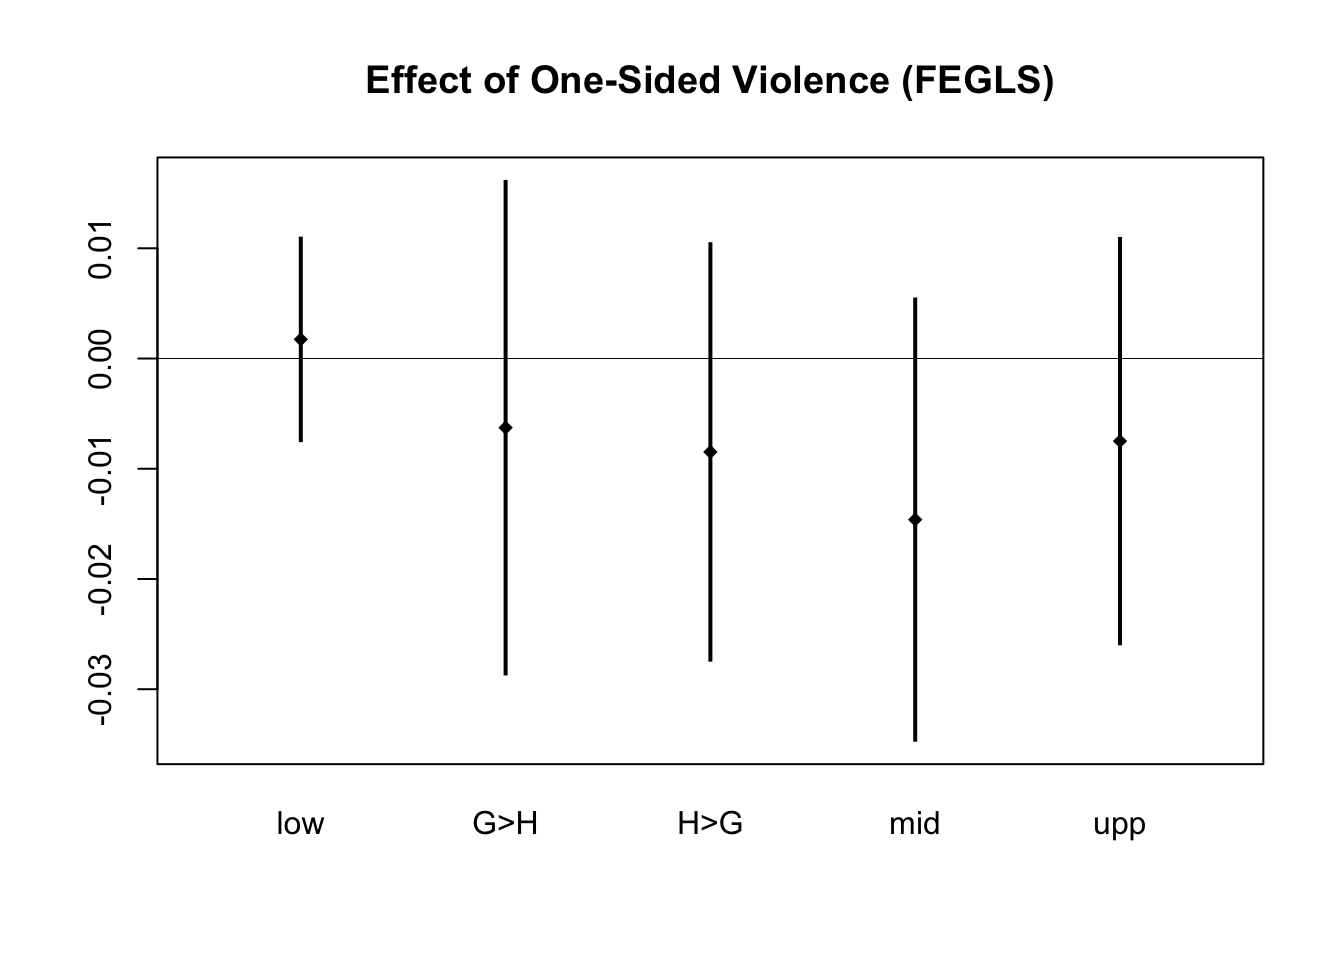 Effect of One-Sided Violence (FEGLS)
0.01
0.00
-0.01
-0.02
-0.03
low G>H H>G mid upp